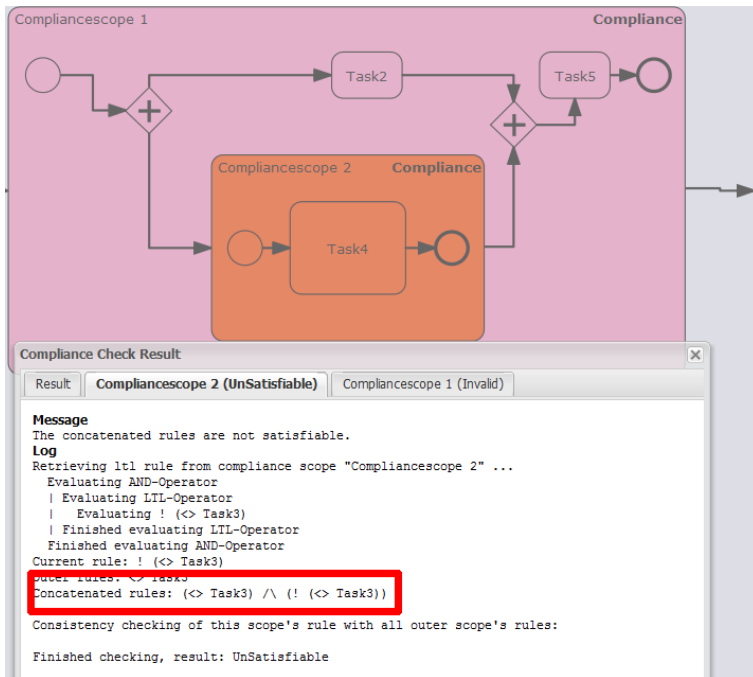 Compliancescope 1
Compliance
Task2
Task5
Compliancescope 2
Compliance
Task4
Compliance Check Result
Result
Compliancescope 2 (UnSatisfiable)
Compliancescope 1 (Invalid)
Message
The concatenated rules are not satisfiable.
Log
Retrieving ltl rule from compliance scope "Compliancescope 2" ...
Evaluating AND-Operator
| Evaluating LTL-Operator
| Evaluating ! (<> Task3)
| Finished evaluating LTL-Operator
Finished evaluating AND-Operator
Current rule: ! (<> Task3)
Outer rules: <> Task3
Concatenated rules: (<> Task3) /\ (! (<> Task3))
Consistency checking of this scope's rule with all outer scope's rules:
Finished checking, result: UnSatisfiable